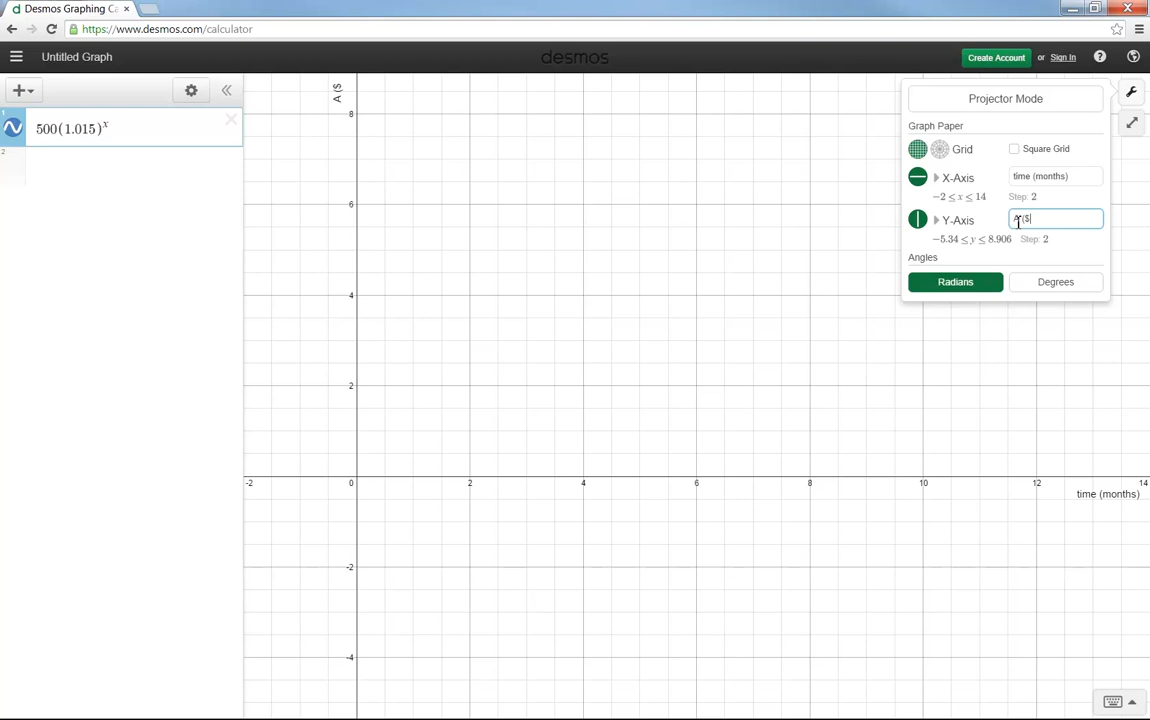 Desmos Graphing Ca
https://www.desmos.com/calculator
Untitled Graph
desmos
Create Account or Sign In
1
500(1.015)^x
2
Projector Mode
Graph Paper
Grid
Square Grid
X-Axis
time (months)
−2 ≤ x ≤ 14
Step: 2
Y-Axis
A ($
−5.34 ≤ y ≤ 8.906
Step: 2
Angles
Radians
Degrees
A ($
8
6
4
2
-2 0 2 4 6 8 10 12 14
time (months)
-2
-4